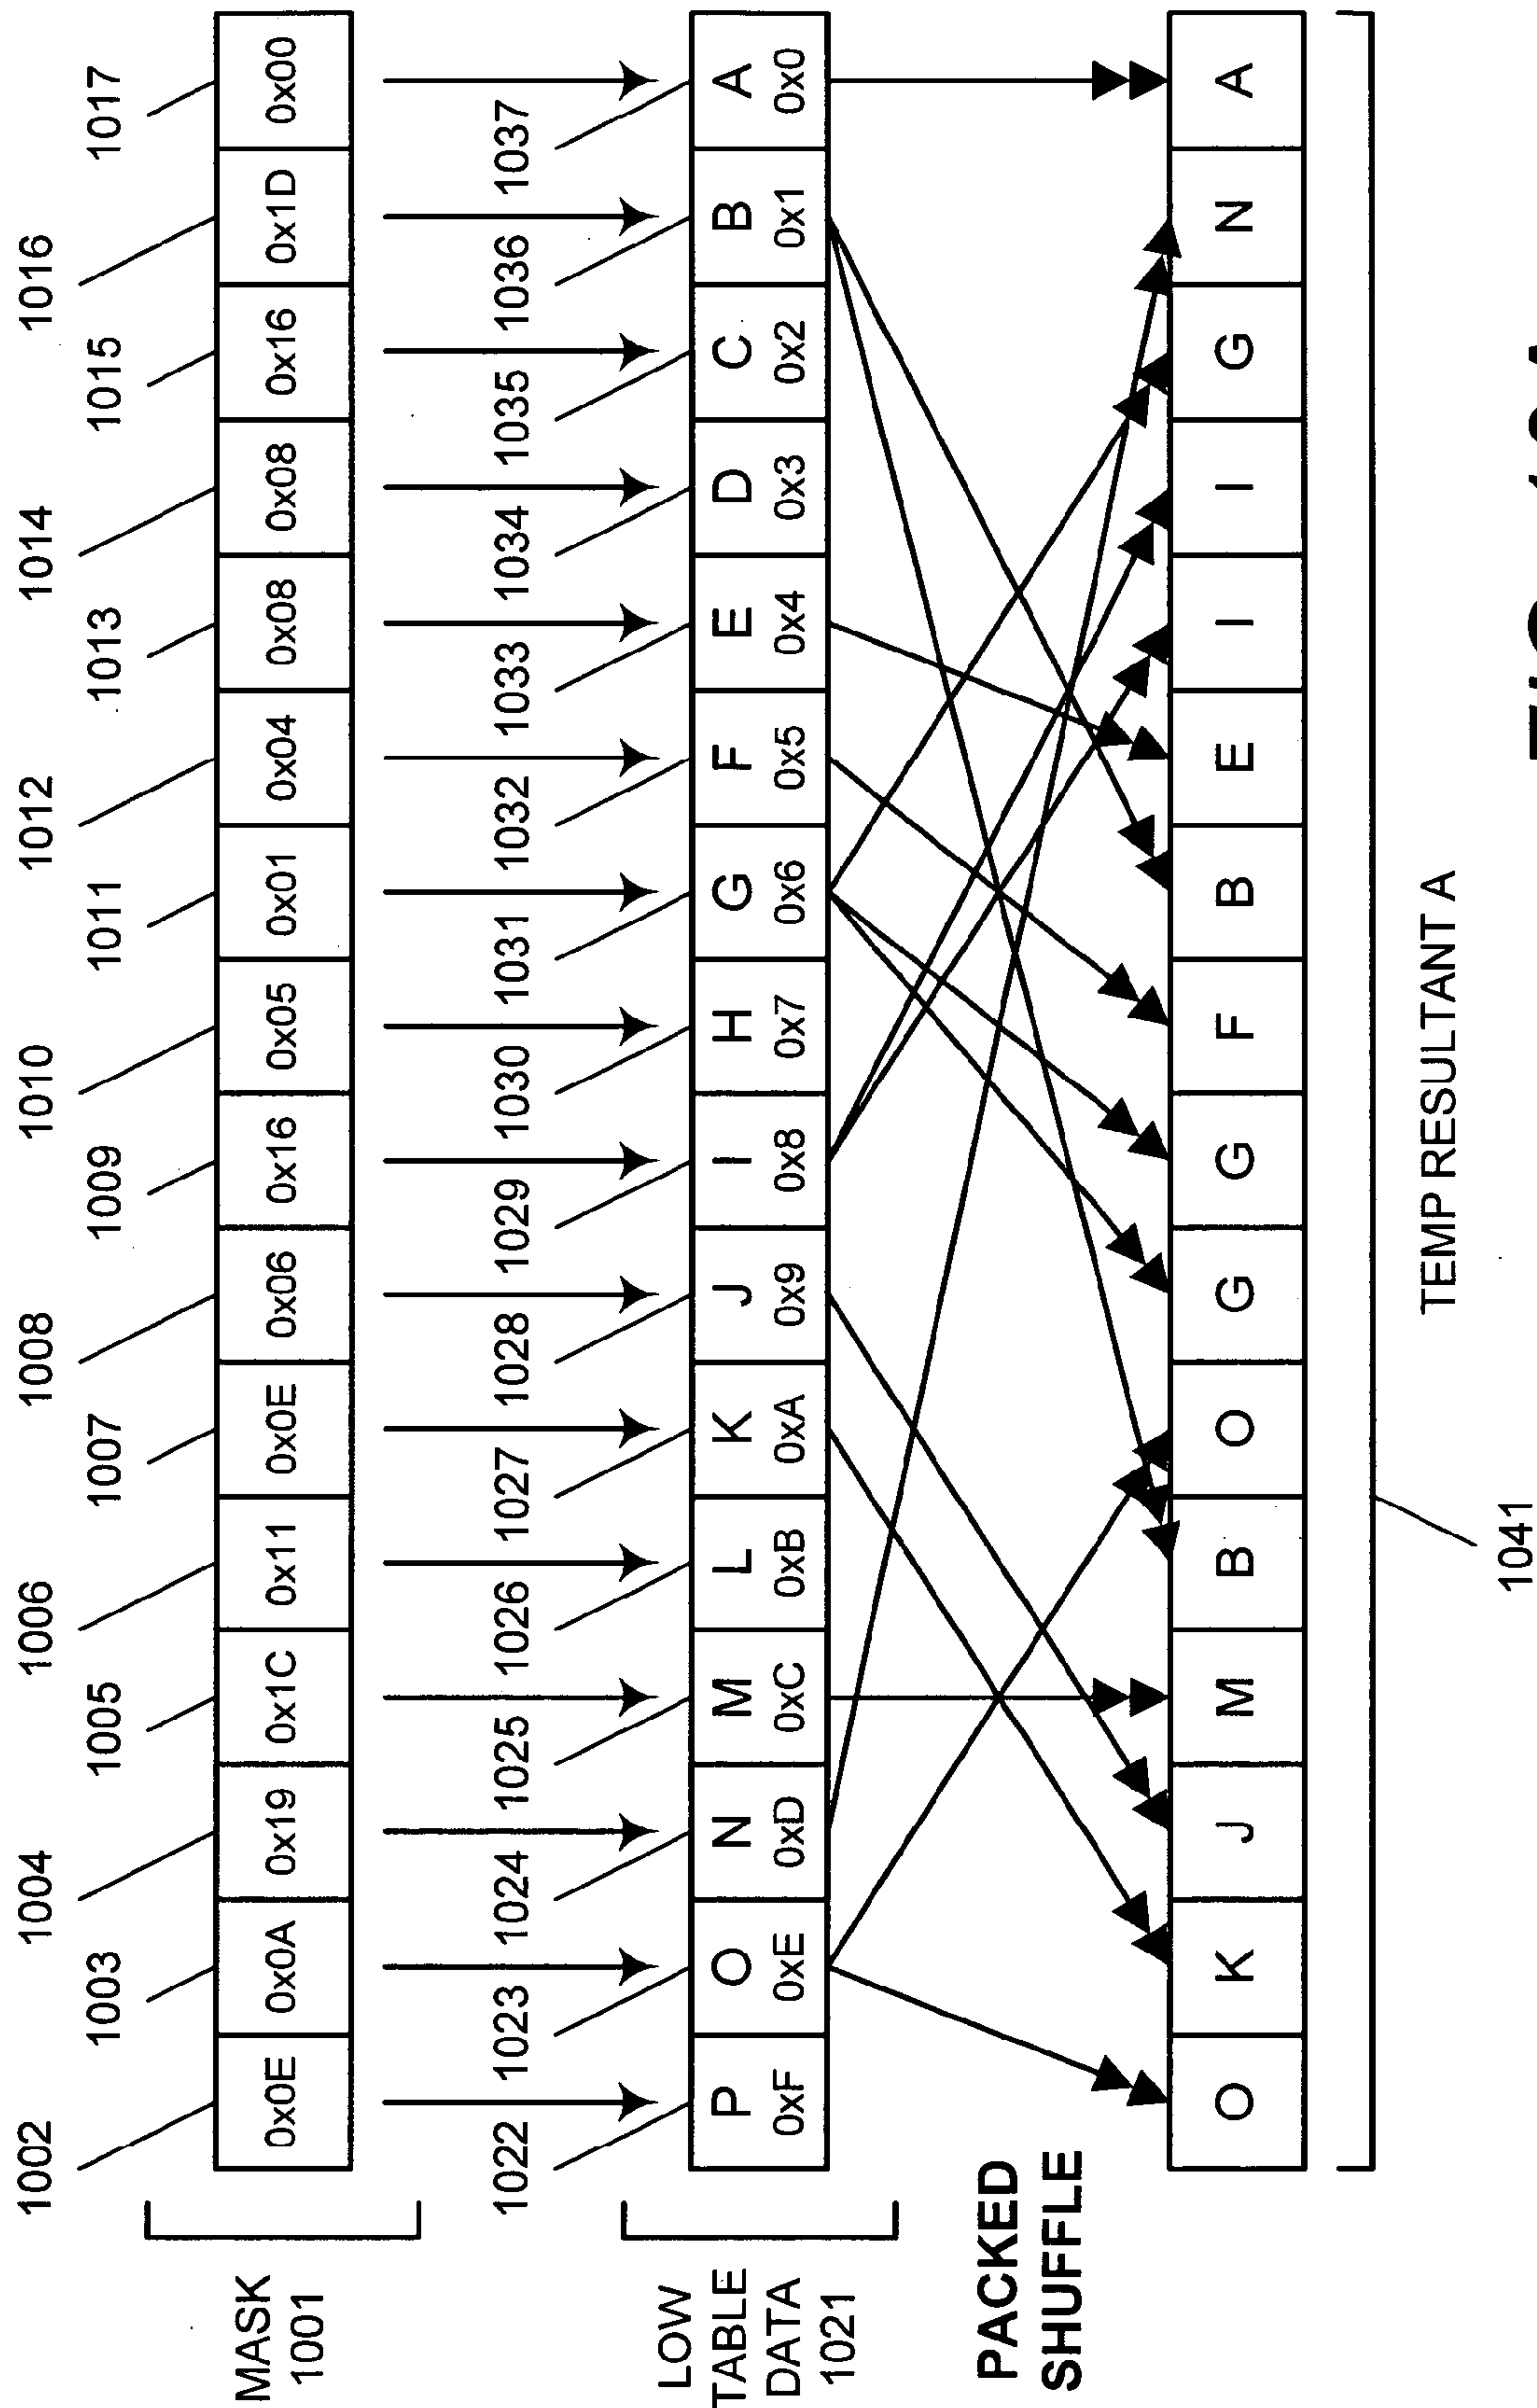 1002 1003 1004 1005 1006 1007 1008 1009 1010 1011 1012 1013 1014 1015 1016 1017
MASK
1001
0x0E 0x0A 0x19 0x1C 0x11 0x0E 0x06 0x16 0x05 0x01 0x04 0x08 0x08 0x16 0x1D 0x00
1022 1023 1024 1025 1026 1027 1028 1029 1030 1031 1032 1033 1034 1035 1036 1037
LOW
TABLE
DATA
1021
P O N M L K J I H G F E D C B A
0xF 0xE 0xD 0xC 0xB 0xA 0x9 0x8 0x7 0x6 0x5 0x4 0x3 0x2 0x1 0x0
PACKED
SHUFFLE
O K J M B O G G F B E I I G N A
TEMP RESULTANT A
1041